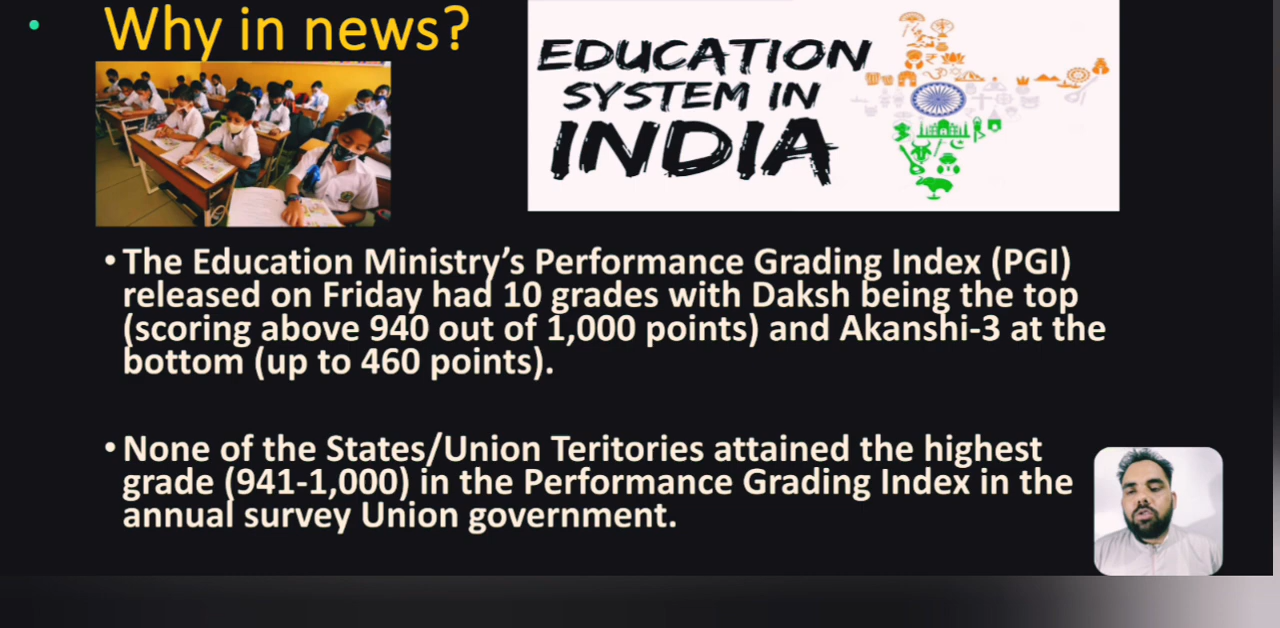 Why in news?
EDUCATION
SYSTEM IN
INDIA
• The Education Ministry’s Performance Grading Index (PGI)
released on Friday had 10 grades with Daksh being the top
(scoring above 940 out of 1,000 points) and Akanshi-3 at the
bottom (up to 460 points).
• None of the States/Union Teritories attained the highest
grade (941-1,000) in the Performance Grading Index in the
annual survey Union government.